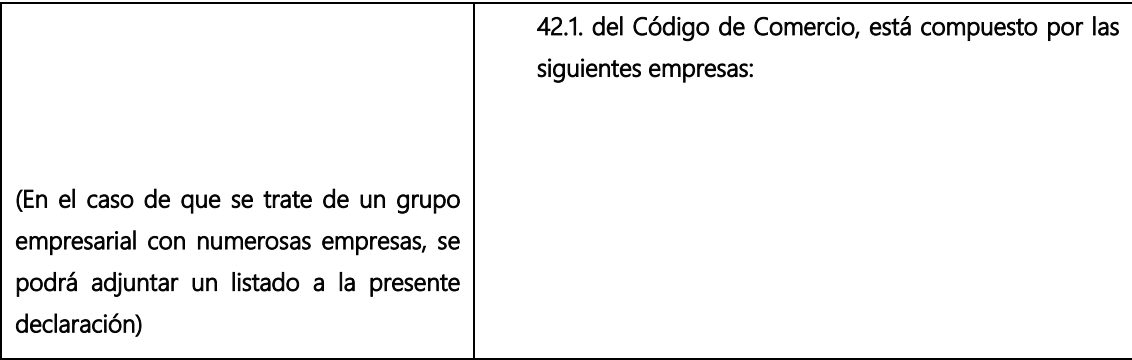 42.1. del Código de Comercio, está compuesto por las
siguientes empresas:
(En el caso de que se trate de un grupo
empresarial con numerosas empresas, se
podrá adjuntar un listado a la presente
declaración)